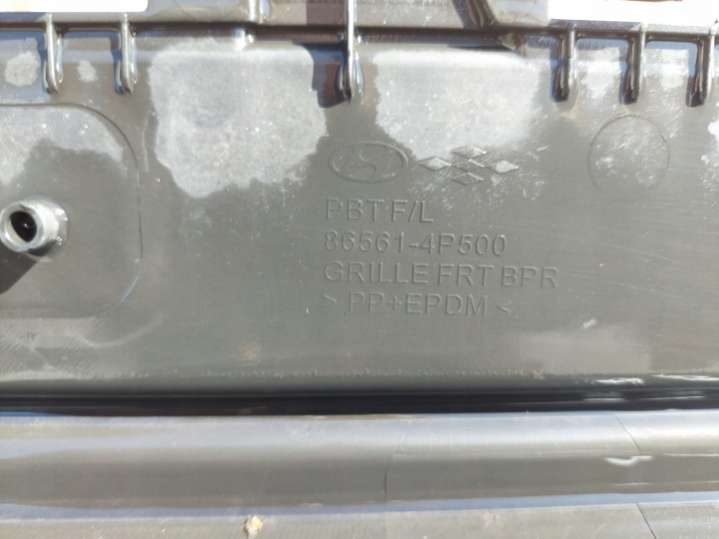 PBT F/L
86561-4P500
GRILLE FRT BPR
> PP+EPDM <